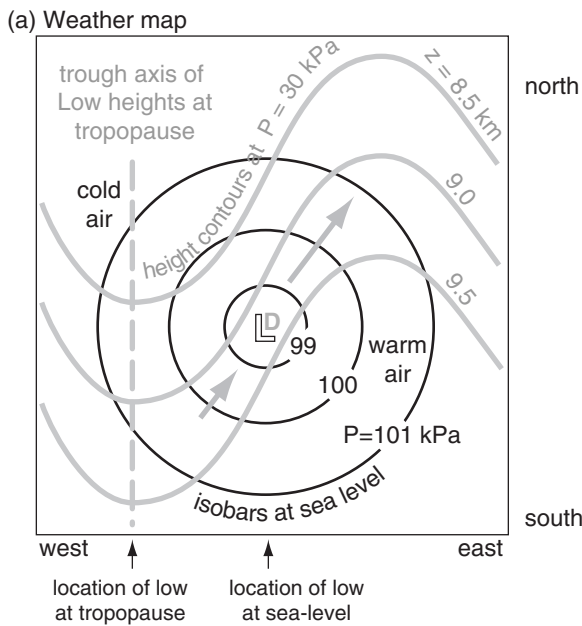 (a) Weather map
trough axis of
Low heights at
tropopause
height contours at P = 30 kPa
z = 8.5 km
north
cold
air
9.0
9.5
L
D
99
100
warm
air
P=101 kPa
isobars at sea level
south
west
east
location of low
at tropopause
location of low
at sea-level